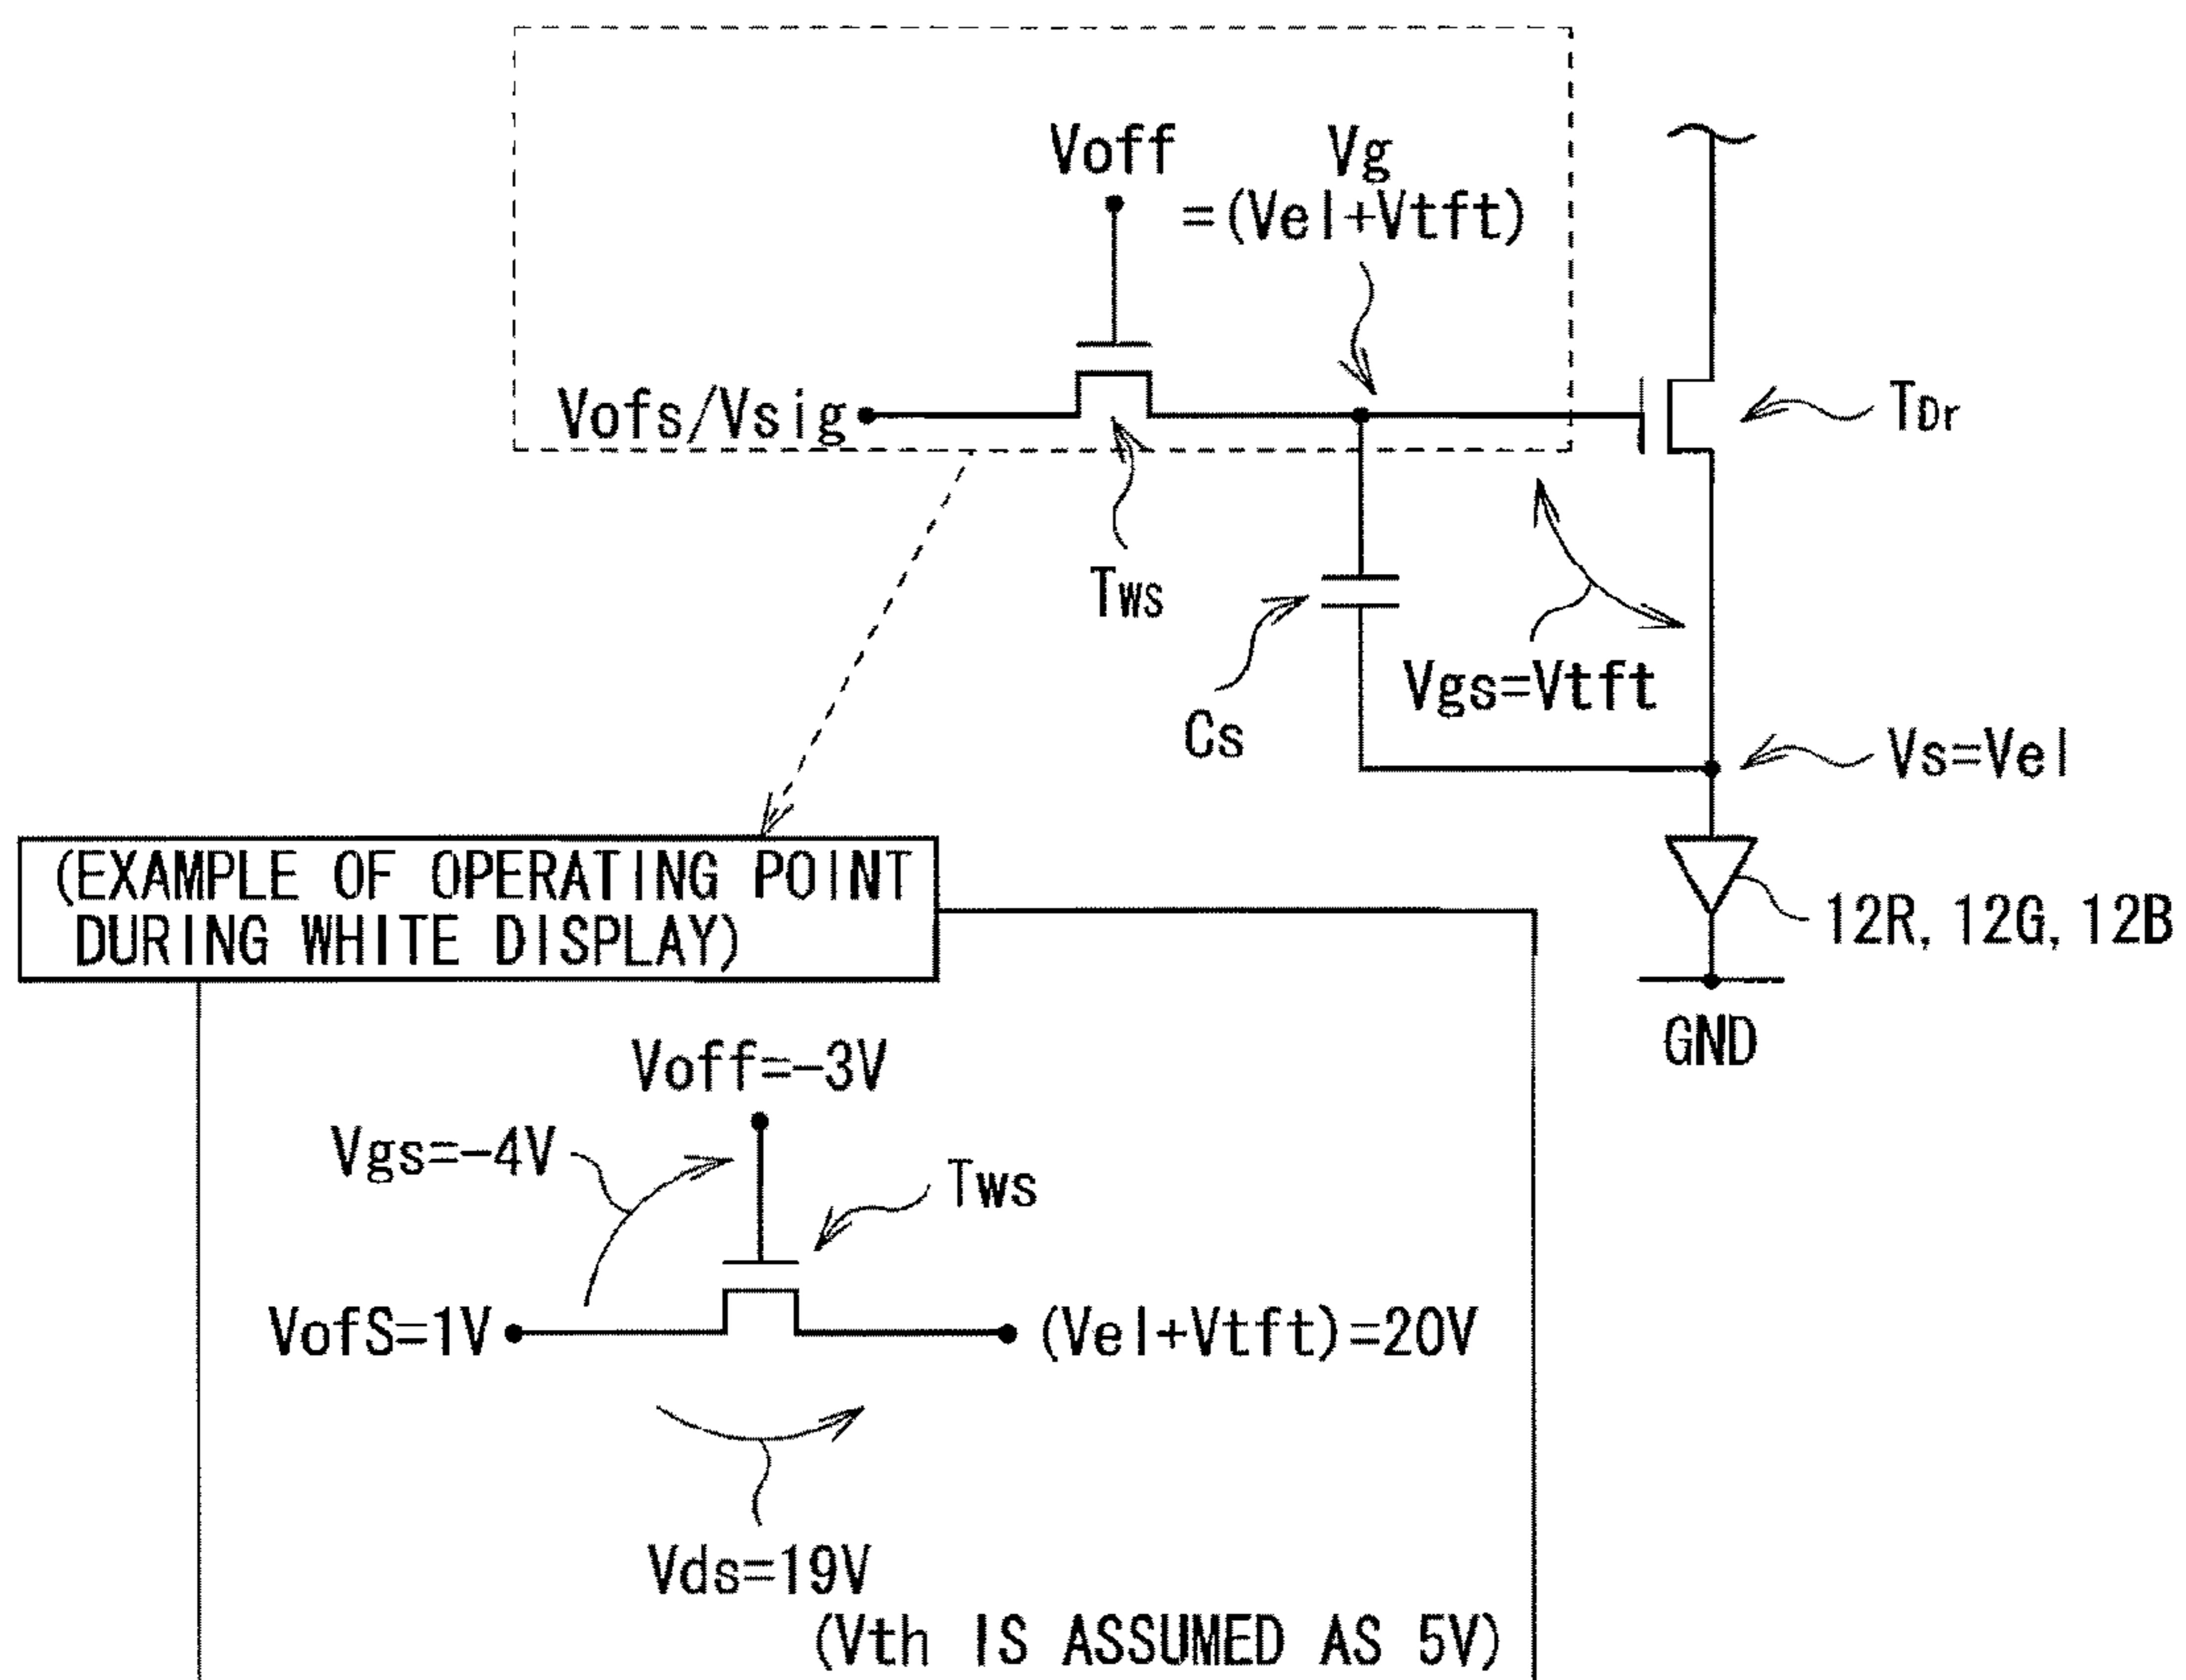 Voff
Vg
=(Vel+Vtft)
Vofs/Vsig
TDr
Tws
Vgs=Vtft
Cs
Vs=Vel
(EXAMPLE OF OPERATING POINT
DURING WHITE DISPLAY)
12R, 12G, 12B
GND
Voff=-3V
Vgs=-4V
Tws
VofS=1V
(Vel+Vtft)=20V
Vds=19V
(Vth IS ASSUMED AS 5V)